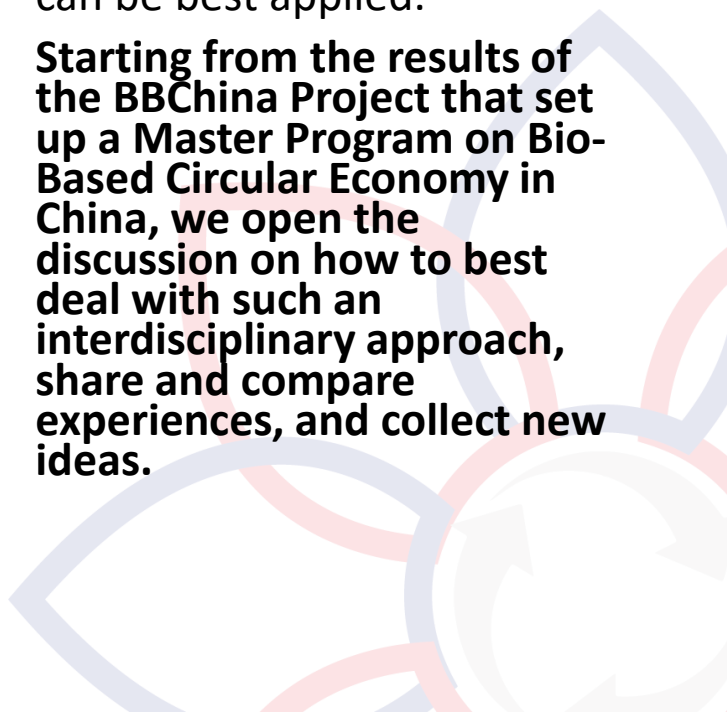 can be best applied.
Starting from the results of
the BBChina Project that set
up a Master Program on Bio-
Based Circular Economy in
China, we open the
discussion on how to best
deal with such an
interdisciplinary approach,
share and compare
experiences, and collect new
ideas.